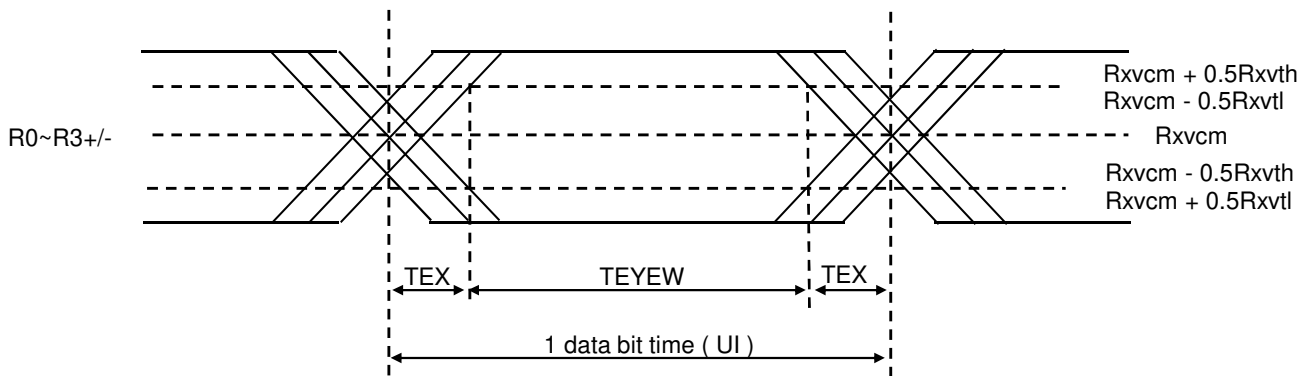 Rxvcm + 0.5Rxvth
Rxvcm - 0.5Rxvtl
R0~R3+/-
Rxvcm
Rxvcm - 0.5Rxvth
Rxvcm + 0.5Rxvtl
TEX
TEYEW
TEX
1 data bit time ( UI )